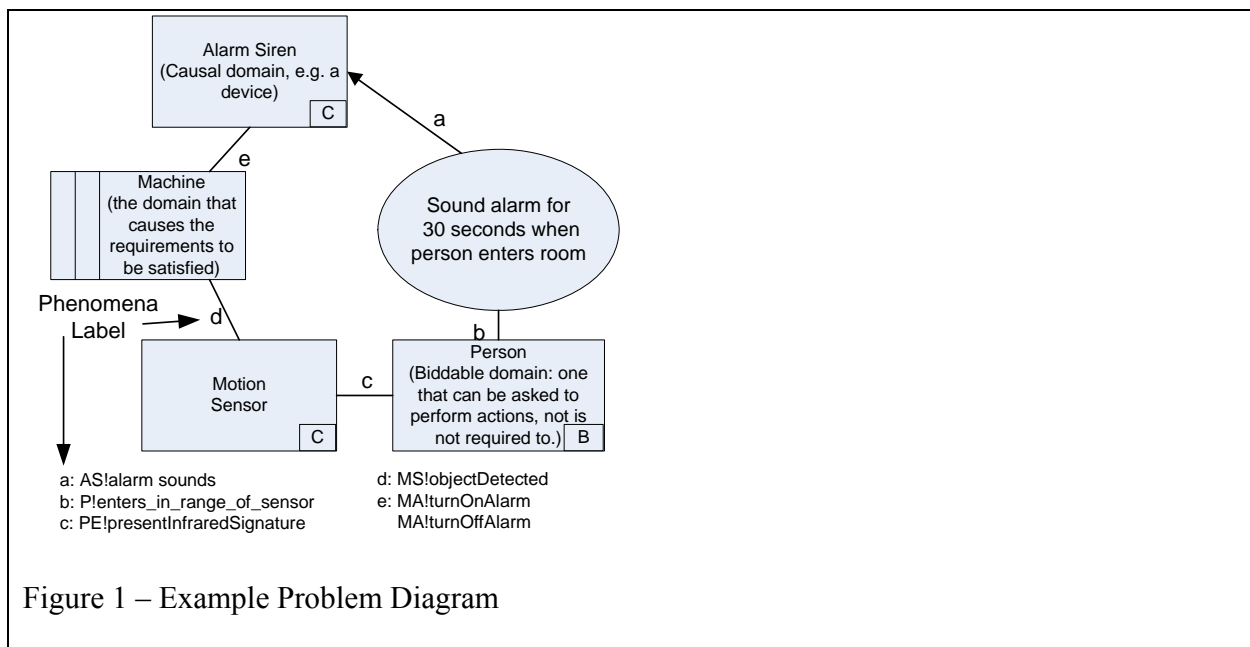 Alarm Siren
(Causal domain, e.g. a
device)
C
a
e
Machine
(the domain that
causes the
requirements to
be satisfied)
Sound alarm for
30 seconds when
person enters room
Phenomena
Label
d
b
Motion
Sensor
C
c
Person
(Biddable domain: one
that can be asked to
perform actions, not is
not required to.)
B
a: AS!alarm sounds
b: P!enters_in_range_of_sensor
c: PE!presentInfraredSignature
d: MS!objectDetected
e: MA!turnOnAlarm
MA!turnOffAlarm
Figure 1 – Example Problem Diagram